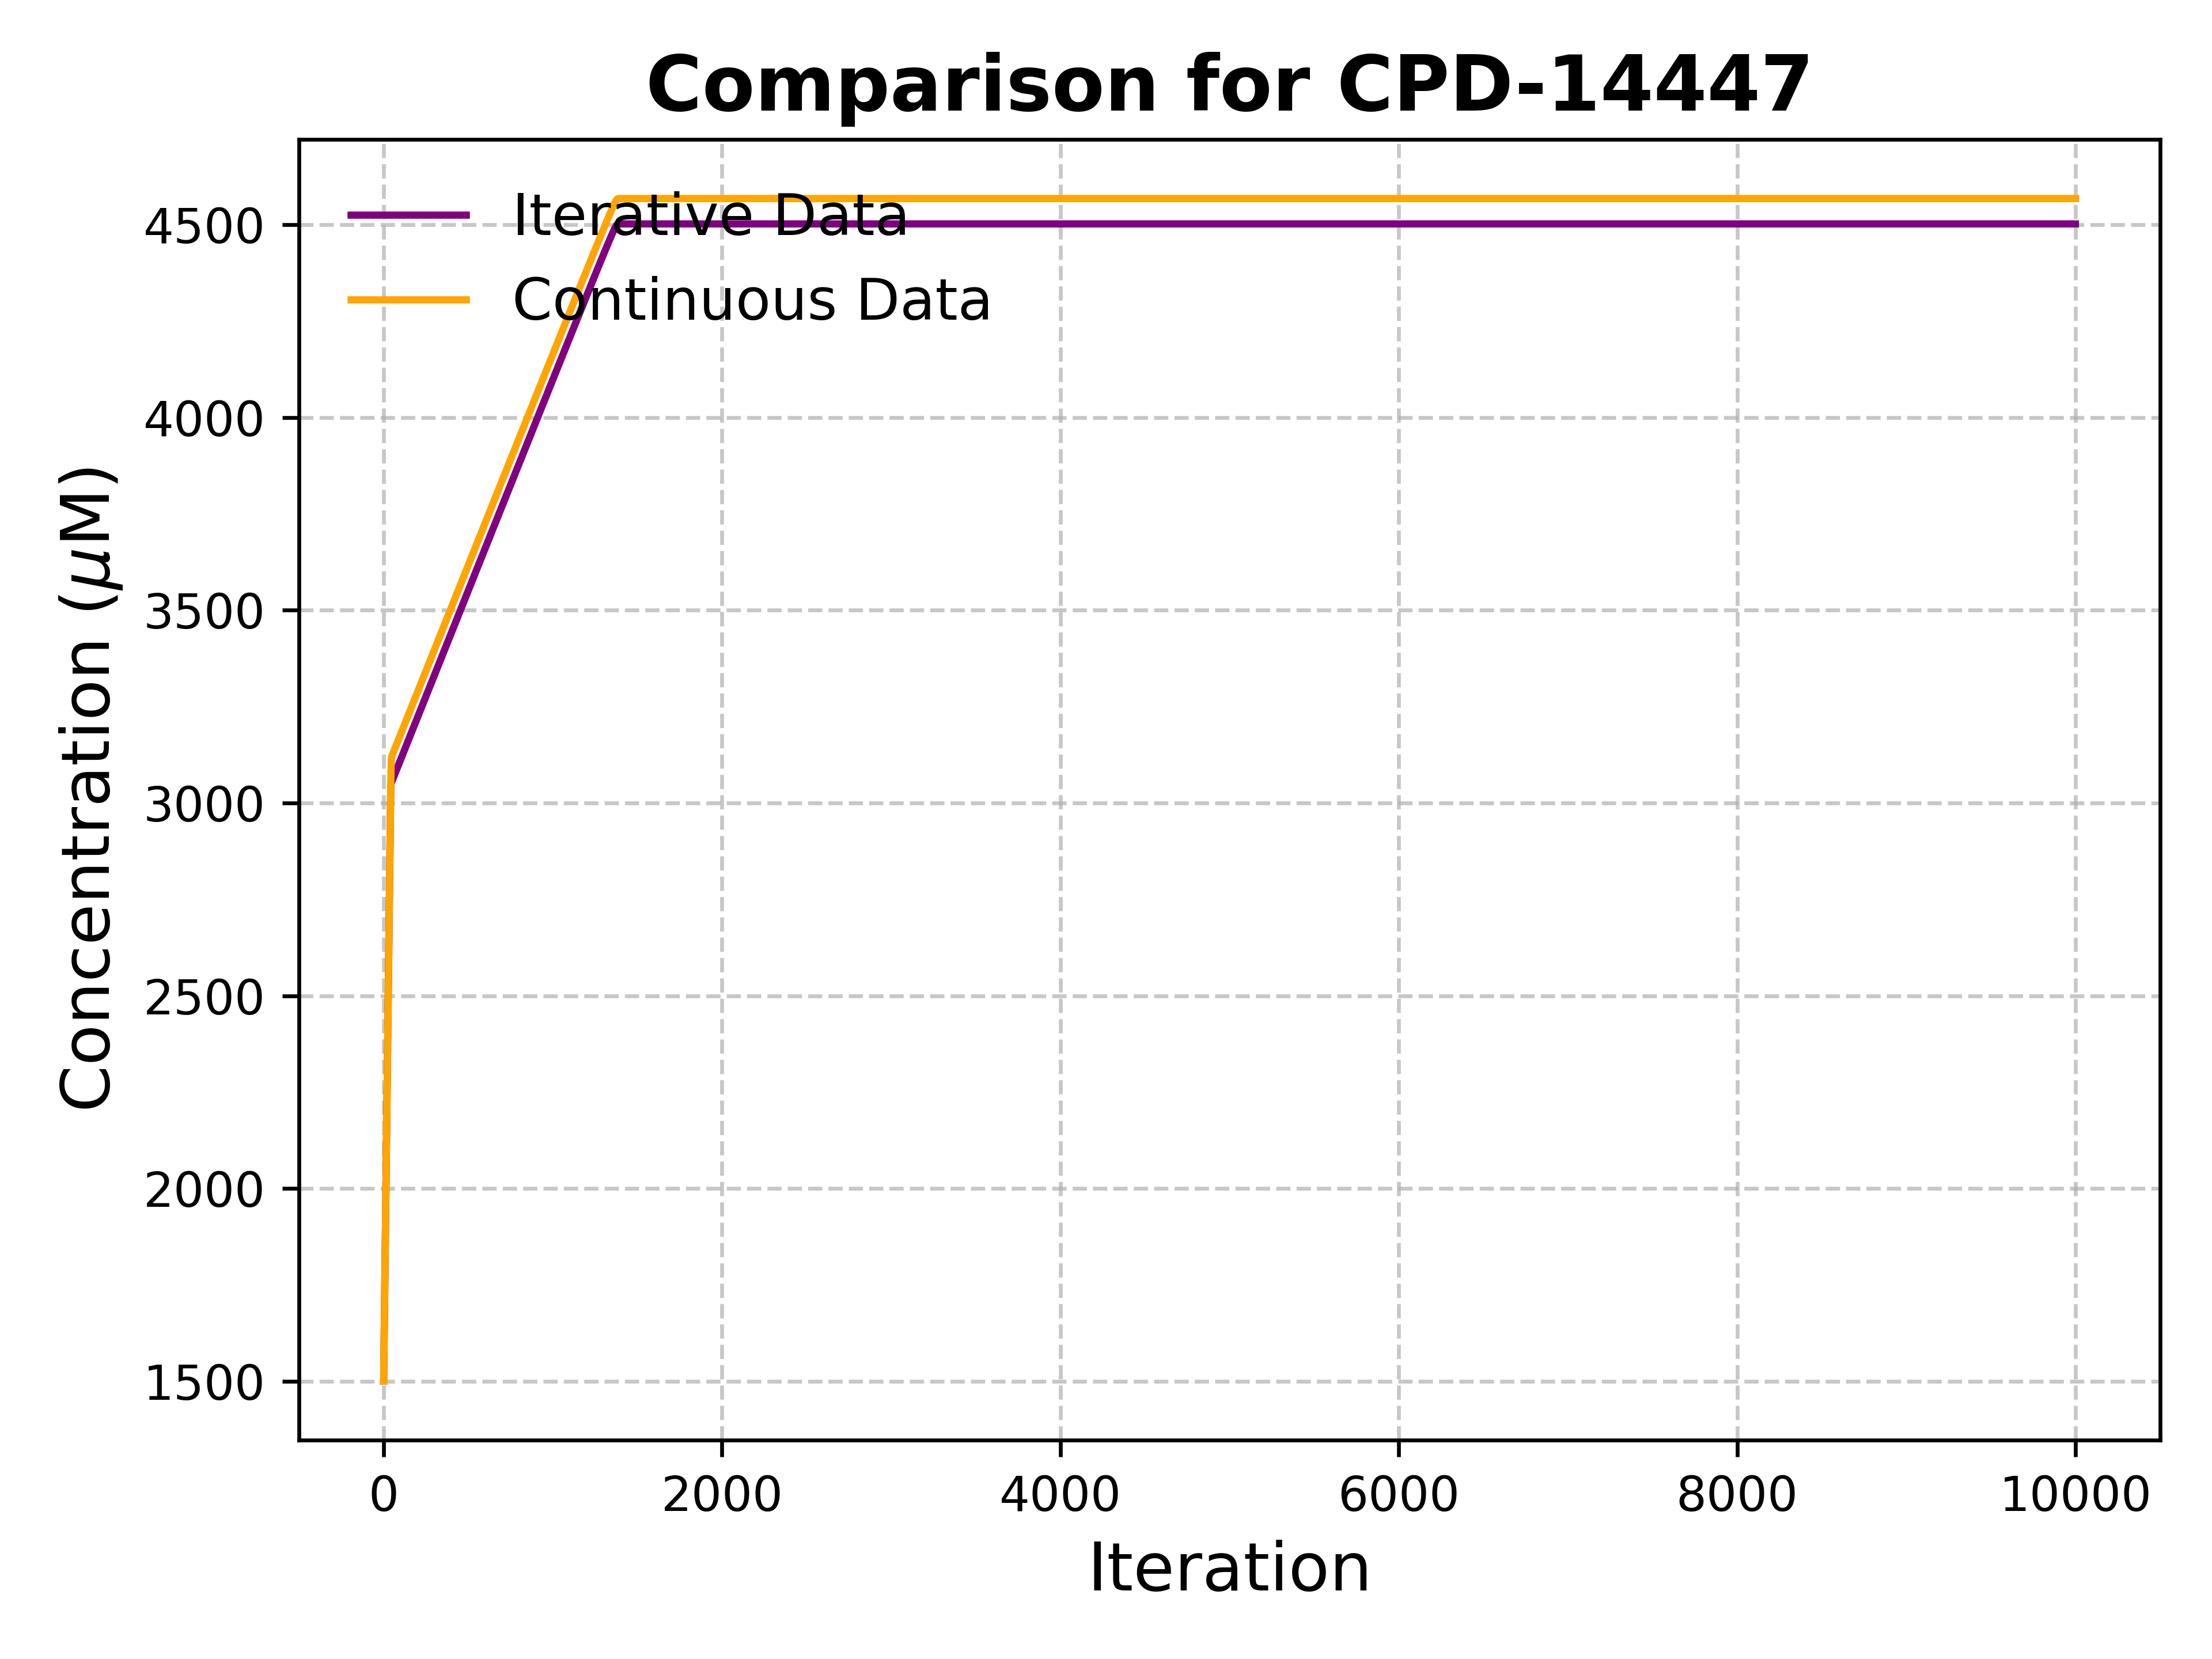 Comparison for CPD-14447
Iterative Data
Continuous Data
Concentration (μM)
4500
4000
3500
3000
2500
2000
1500
0 2000 4000 6000 8000 10000
Iteration